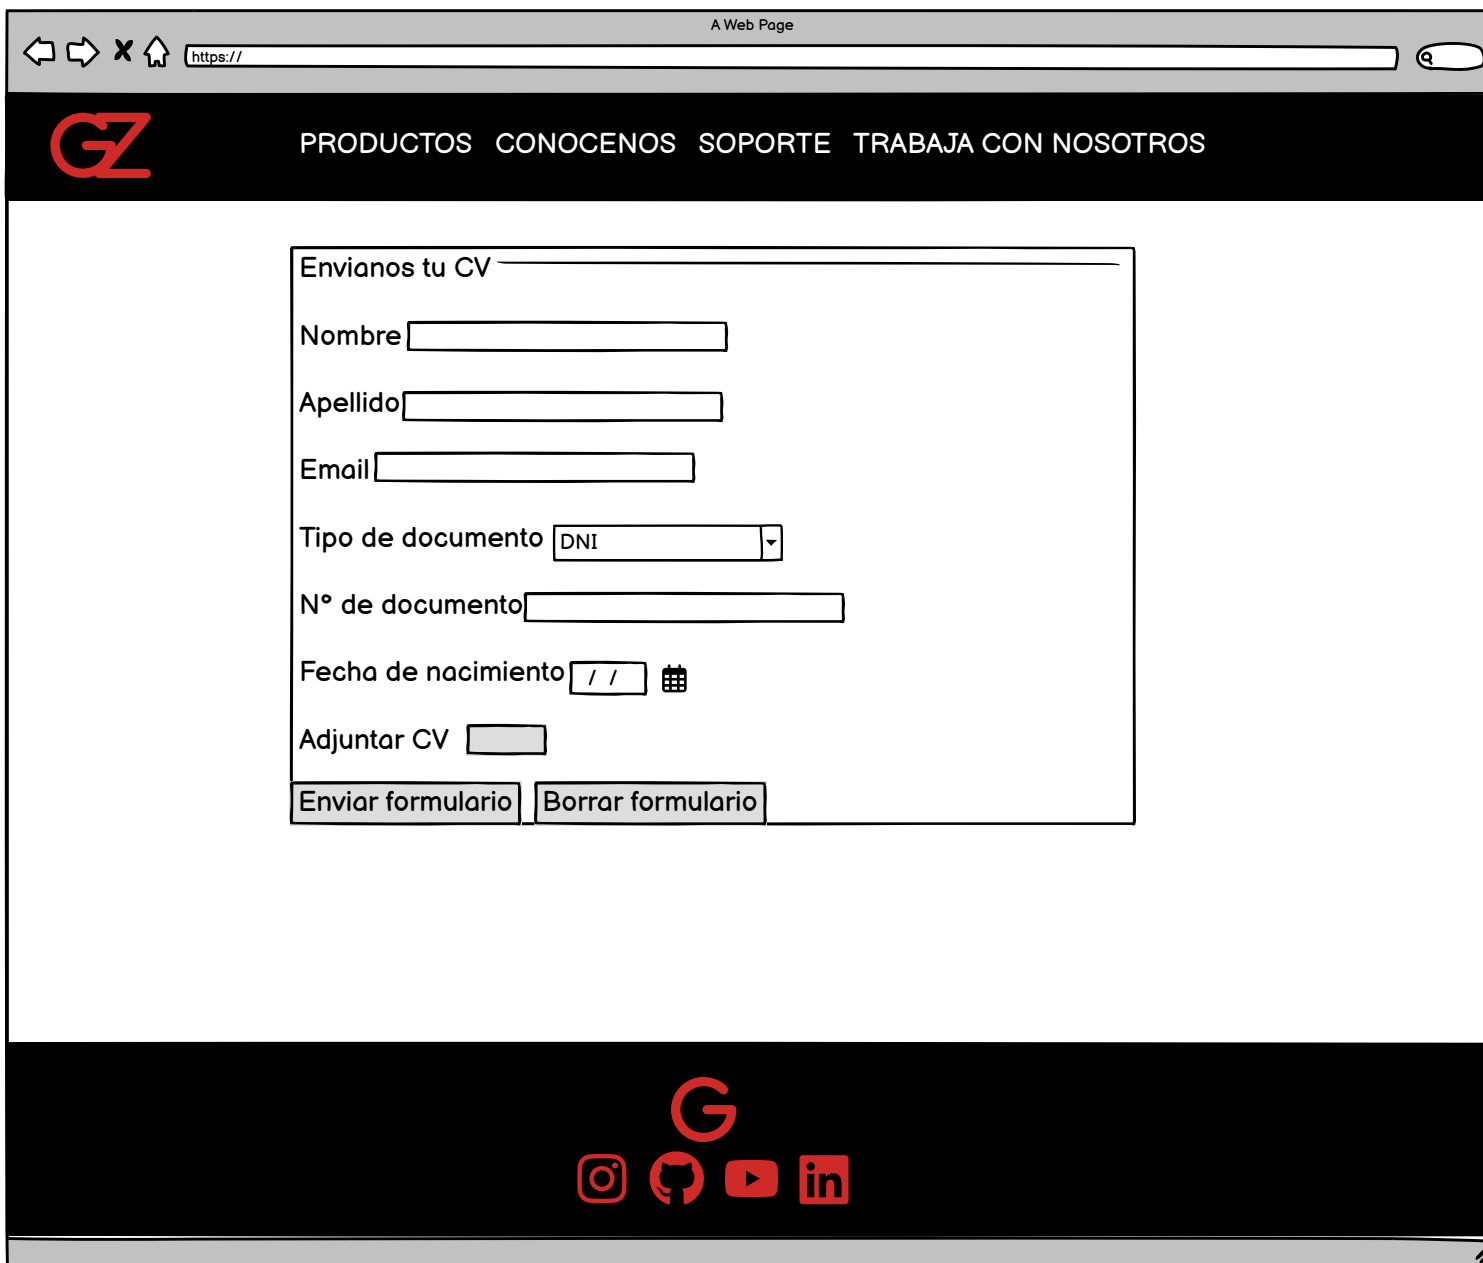 A Web Page
https://
GZ
PRODUCTOS CONOCENOS SOPORTE TRABAJA CON NOSOTROS
Envianos tu CV
Nombre
Apellido
Email
Tipo de documento DNI
N° de documento
Fecha de nacimiento / /
Adjuntar CV
Enviar formulario Borrar formulario
G
in